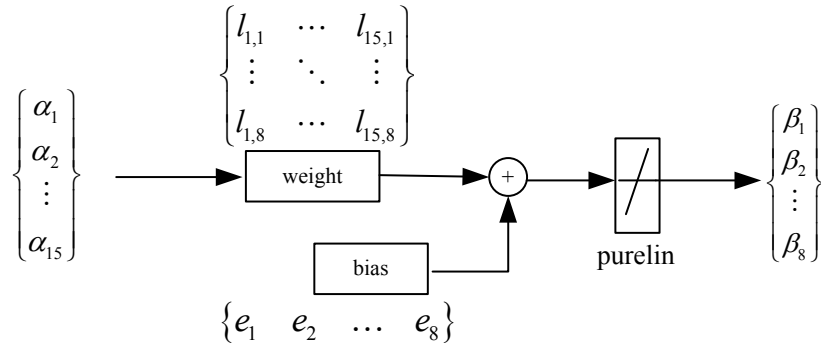 l₁,₁ ⋯ l₁₅,₁
⋮ ⋱ ⋮
l₁,₈ ⋯ l₁₅,₈
α₁
α₂
⋮
α₁₅
weight
+
β₁
β₂
⋮
β₈
purelin
bias
{e₁ e₂ … e₈}